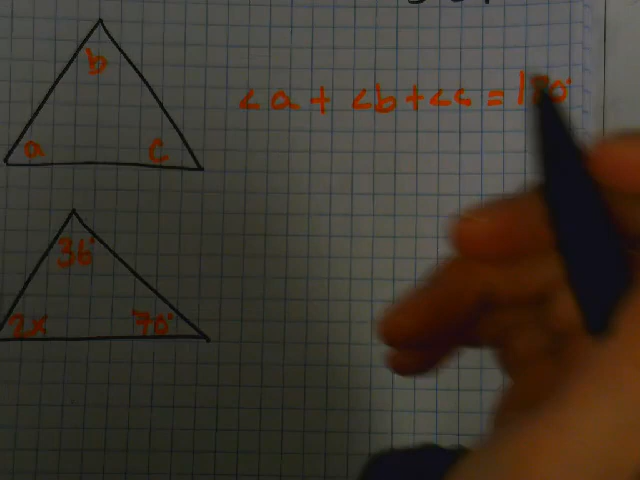 b
<a + <b + <c = 180°
a
c
36°
2x
70°